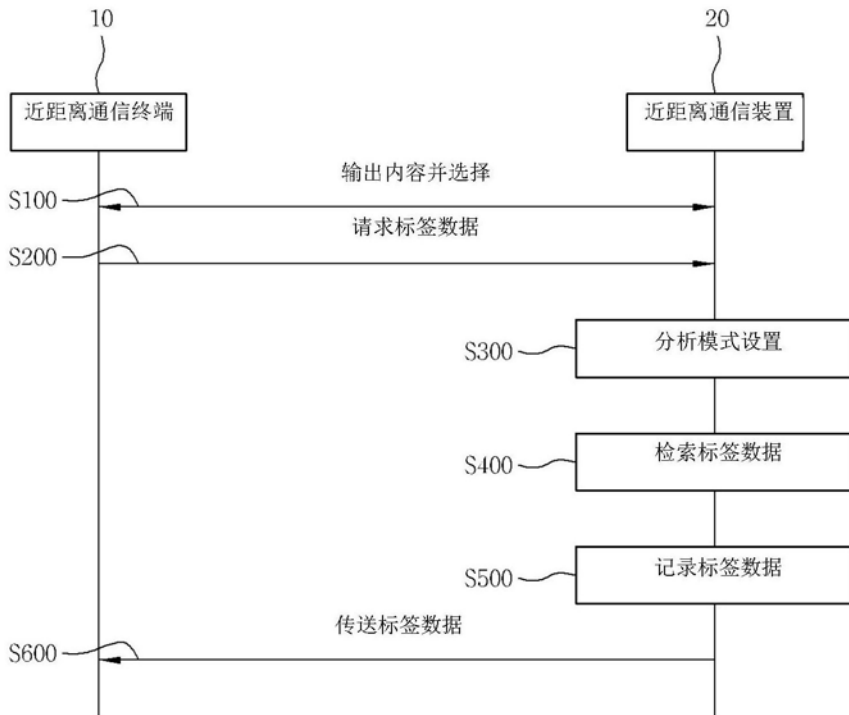 10
20
近距离通信终端
近距离通信装置
输出内容并选择
S100
请求标签数据
S200
分析模式设置
S300
检索标签数据
S400
记录标签数据
S500
传送标签数据
S600